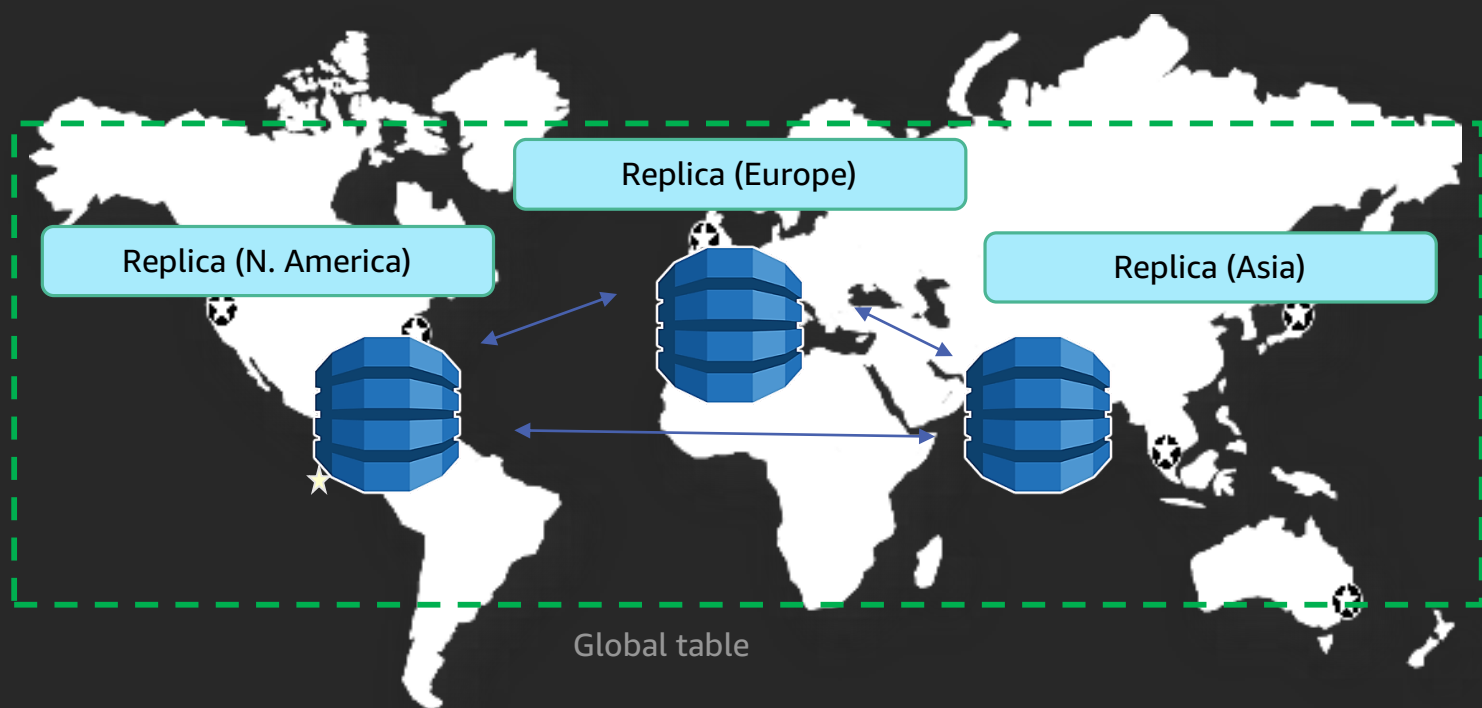 Replica (Europe)
Replica (N. America)
Replica (Asia)
Global table